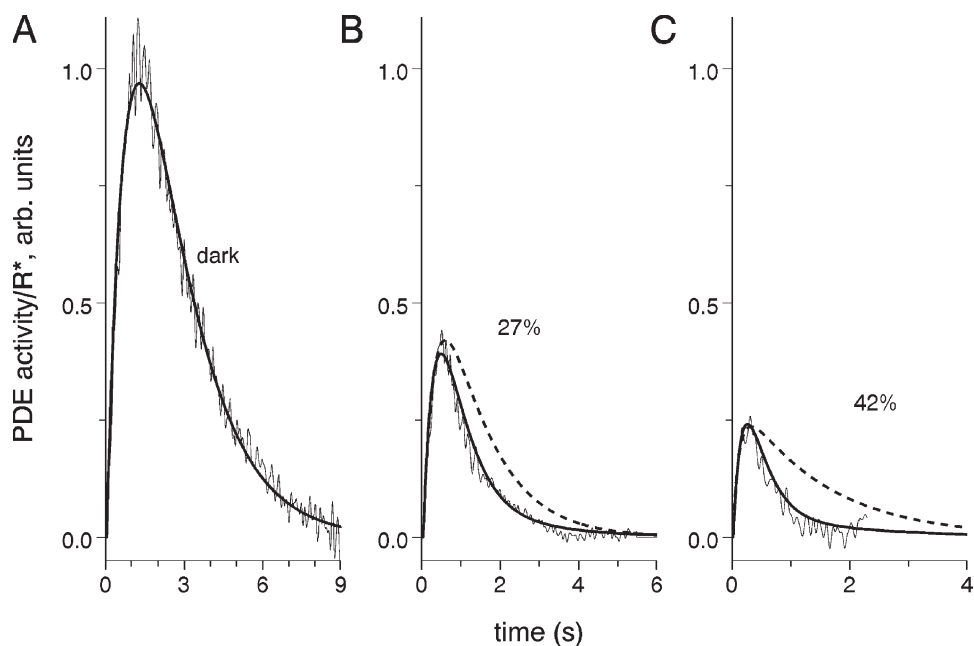 A B C
PDE activity/R*, arb. units
1.0 1.0 1.0
0.5 0.5 0.5
0.0 0.0 0.0
dark
27%
42%
0 3 6 9 0 2 4 6 0 2 4
time (s)